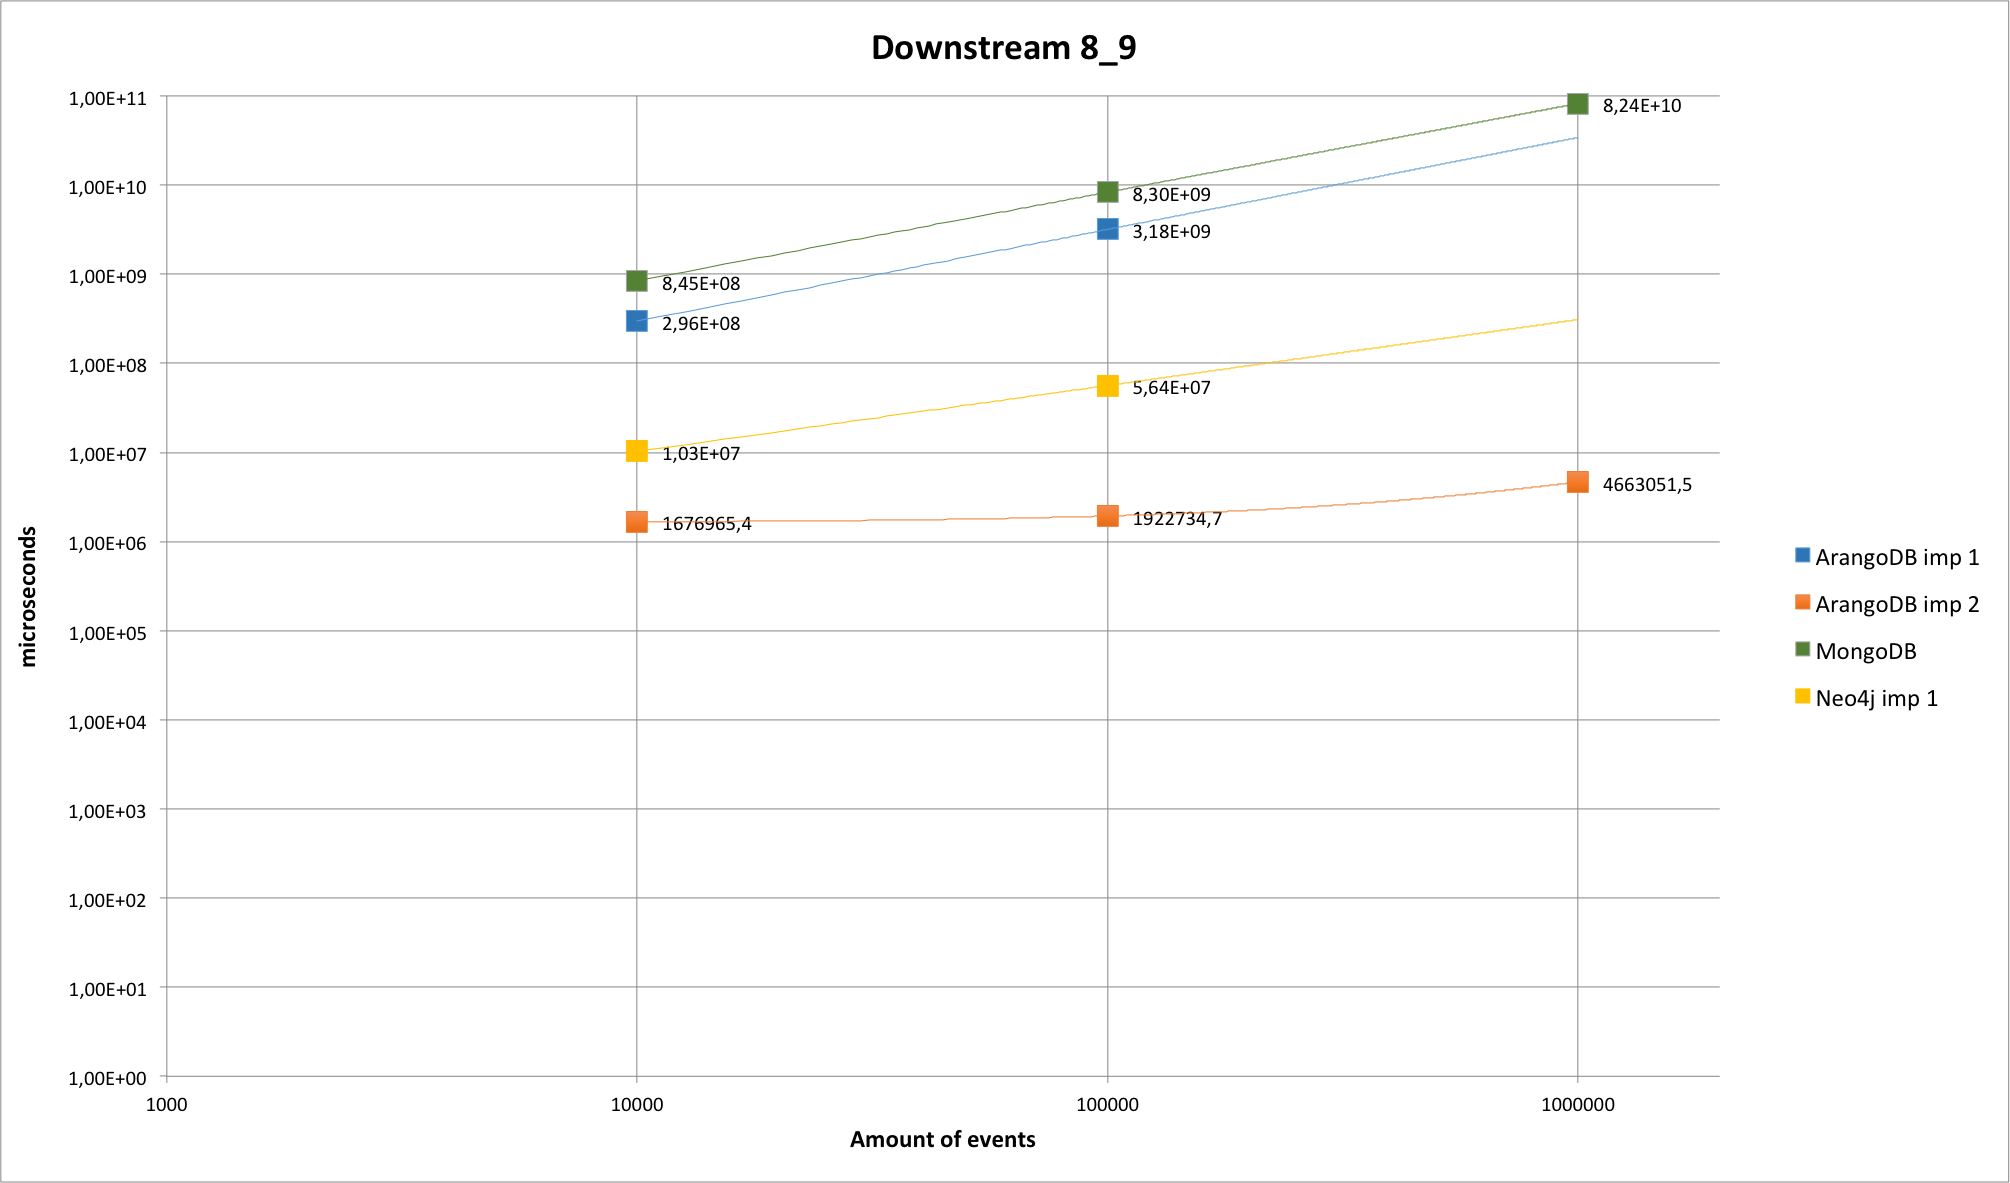 Downstream 8_9
1,00E+11
1,00E+10
1,00E+09
1,00E+08
1,00E+07
1,00E+06
1,00E+05
1,00E+04
1,00E+03
1,00E+02
1,00E+01
1,00E+00
microseconds
8,24E+10
8,30E+09
3,18E+09
8,45E+08
2,96E+08
5,64E+07
1,03E+07
4663051,5
1922734,7
1676965,4
ArangoDB imp 1
ArangoDB imp 2
MongoDB
Neo4j imp 1
1000
10000
100000
1000000
Amount of events